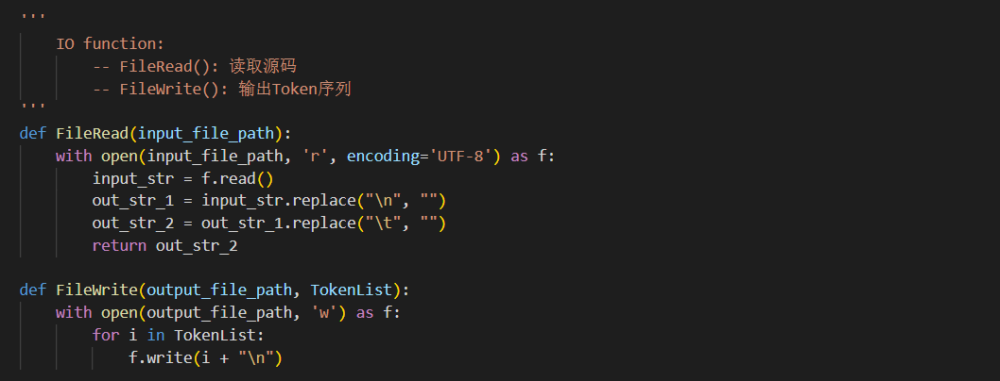 '''
    IO function:
        -- FileRead(): 读取源码
        -- FileWrite(): 输出Token序列
'''
def FileRead(input_file_path):
    with open(input_file_path, 'r', encoding='UTF-8') as f:
        input_str = f.read()
        out_str_1 = input_str.replace("\n", "")
        out_str_2 = out_str_1.replace("\t", "")
        return out_str_2

def FileWrite(output_file_path, TokenList):
    with open(output_file_path, 'w') as f:
        for i in TokenList:
            f.write(i + "\n")